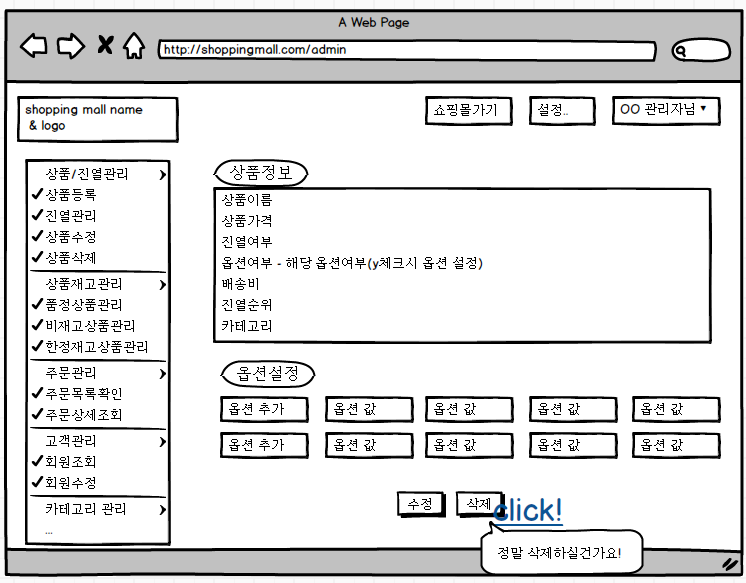 A Web Page
http://shoppingmall.com/admin
shopping mall name
& logo
쇼핑몰가기
설정..
OO 관리자님
상품/진열관리
상품등록
진열관리
상품수정
상품삭제
상품재고관리
품정상품관리
비재고상품관리
한정재고상품관리
주문관리
주문목록확인
주문상세조회
고객관리
회원조회
회원수정
카테고리 관리
...
상품정보
상품이름
상품가격
진열여부
옵션여부 - 해당 옵션여부(y체크시 옵션 설정)
배송비
진열순위
카테고리
옵션설정
옵션 추가 옵션 값 옵션 값 옵션 값 옵션 값
옵션 추가 옵션 값 옵션 값 옵션 값 옵션 값
수정 삭제 click!
정말 삭제하실건가요!